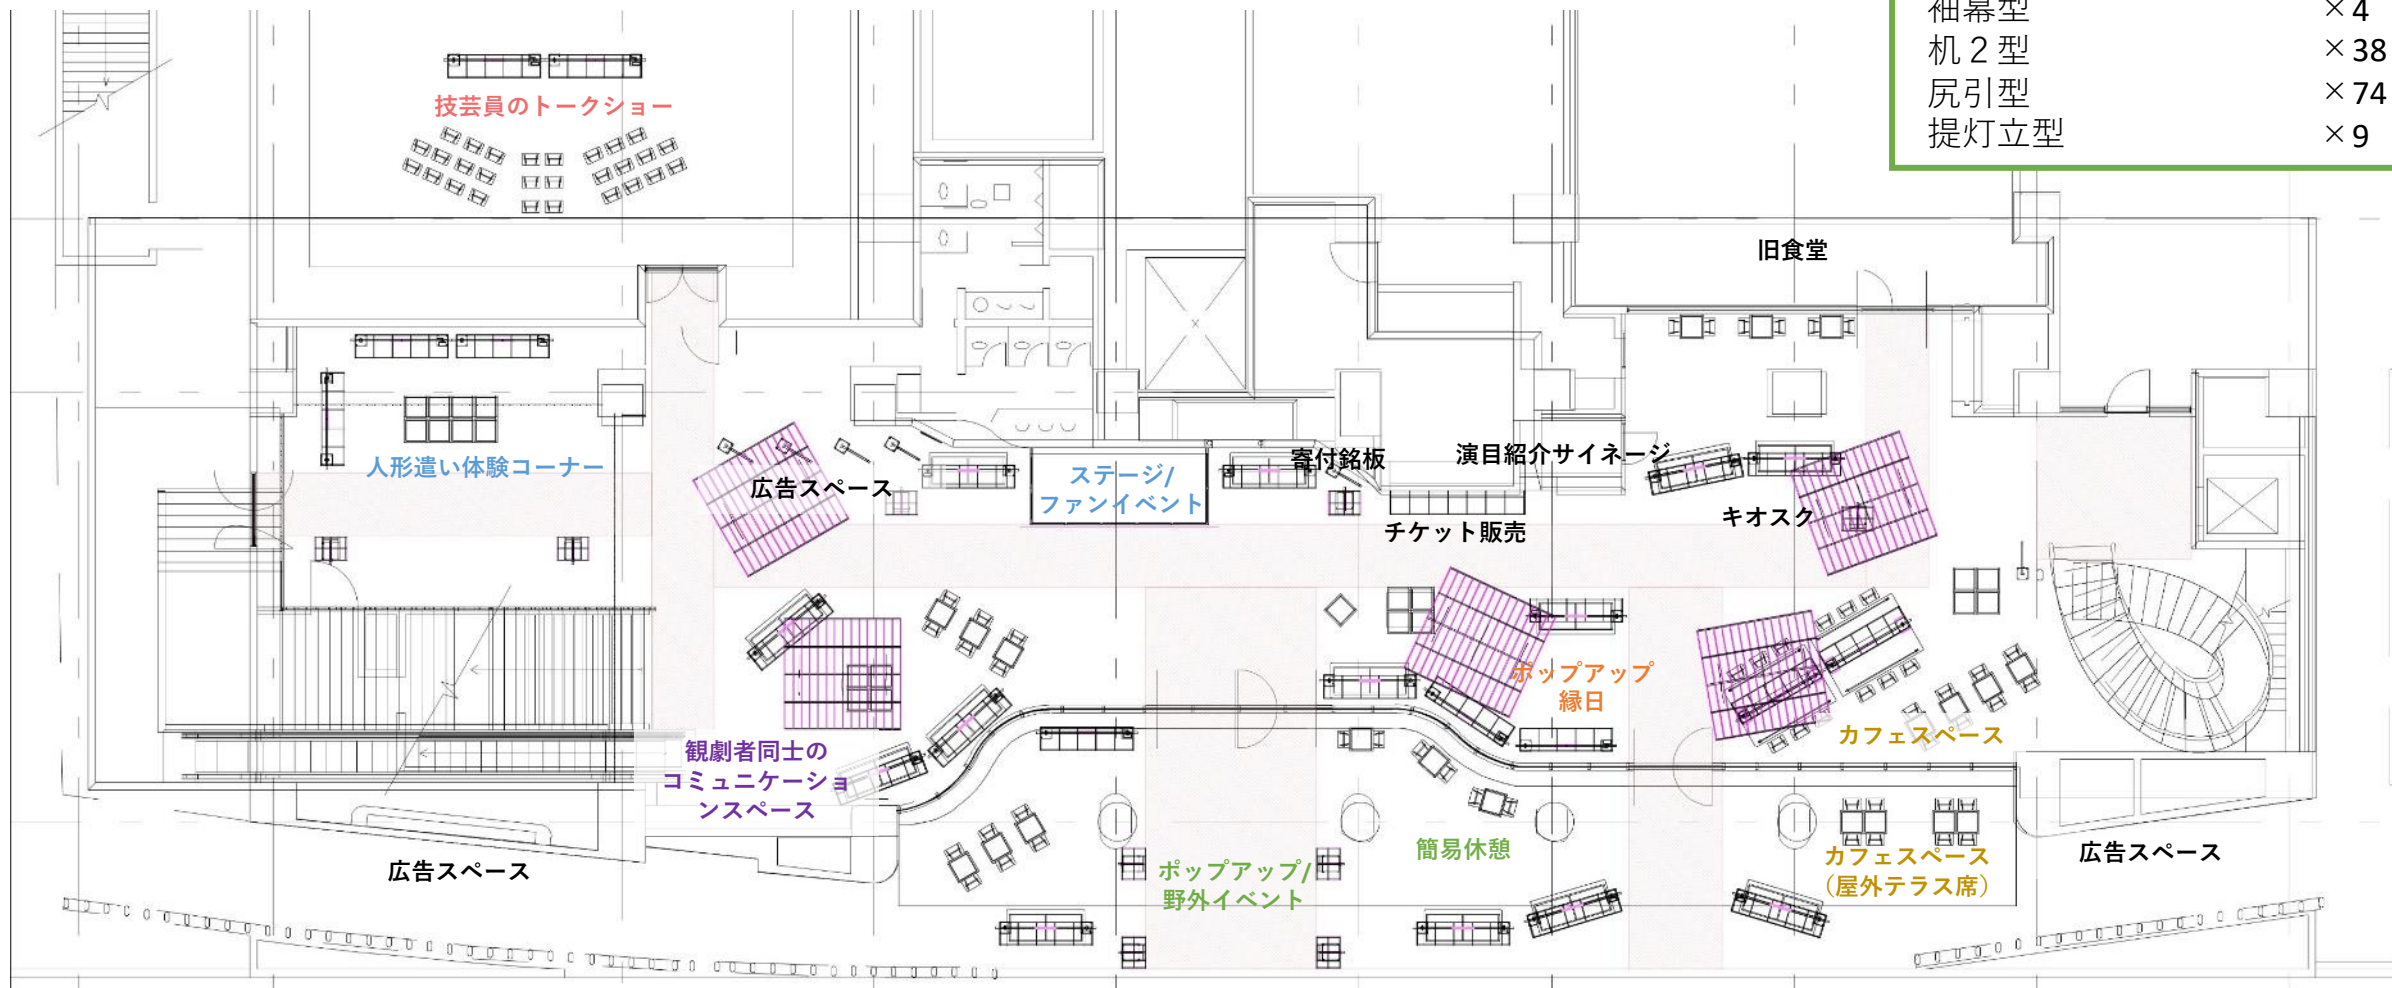 袖幕型 ×4
机２型 ×38
尻引型 ×74
提灯立型 ×9
技芸員のトークショー
旧食堂
人形遣い体験コーナー
広告スペース
ステージ/
ファンイベント
寄付銘板
演目紹介サイネージ
チケット販売
キオスク
ポップアップ
縁日
カフェスペース
観劇者同士の
コミュニケーショ
ンスペース
広告スペース
ポップアップ/
野外イベント
簡易休憩
カフェスペース
（屋外テラス席）
広告スペース